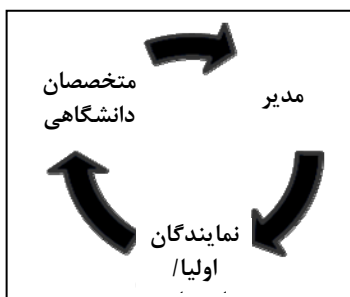 مدیر
متخصصان
دانشگاهی
نمایندگان
اولیا/